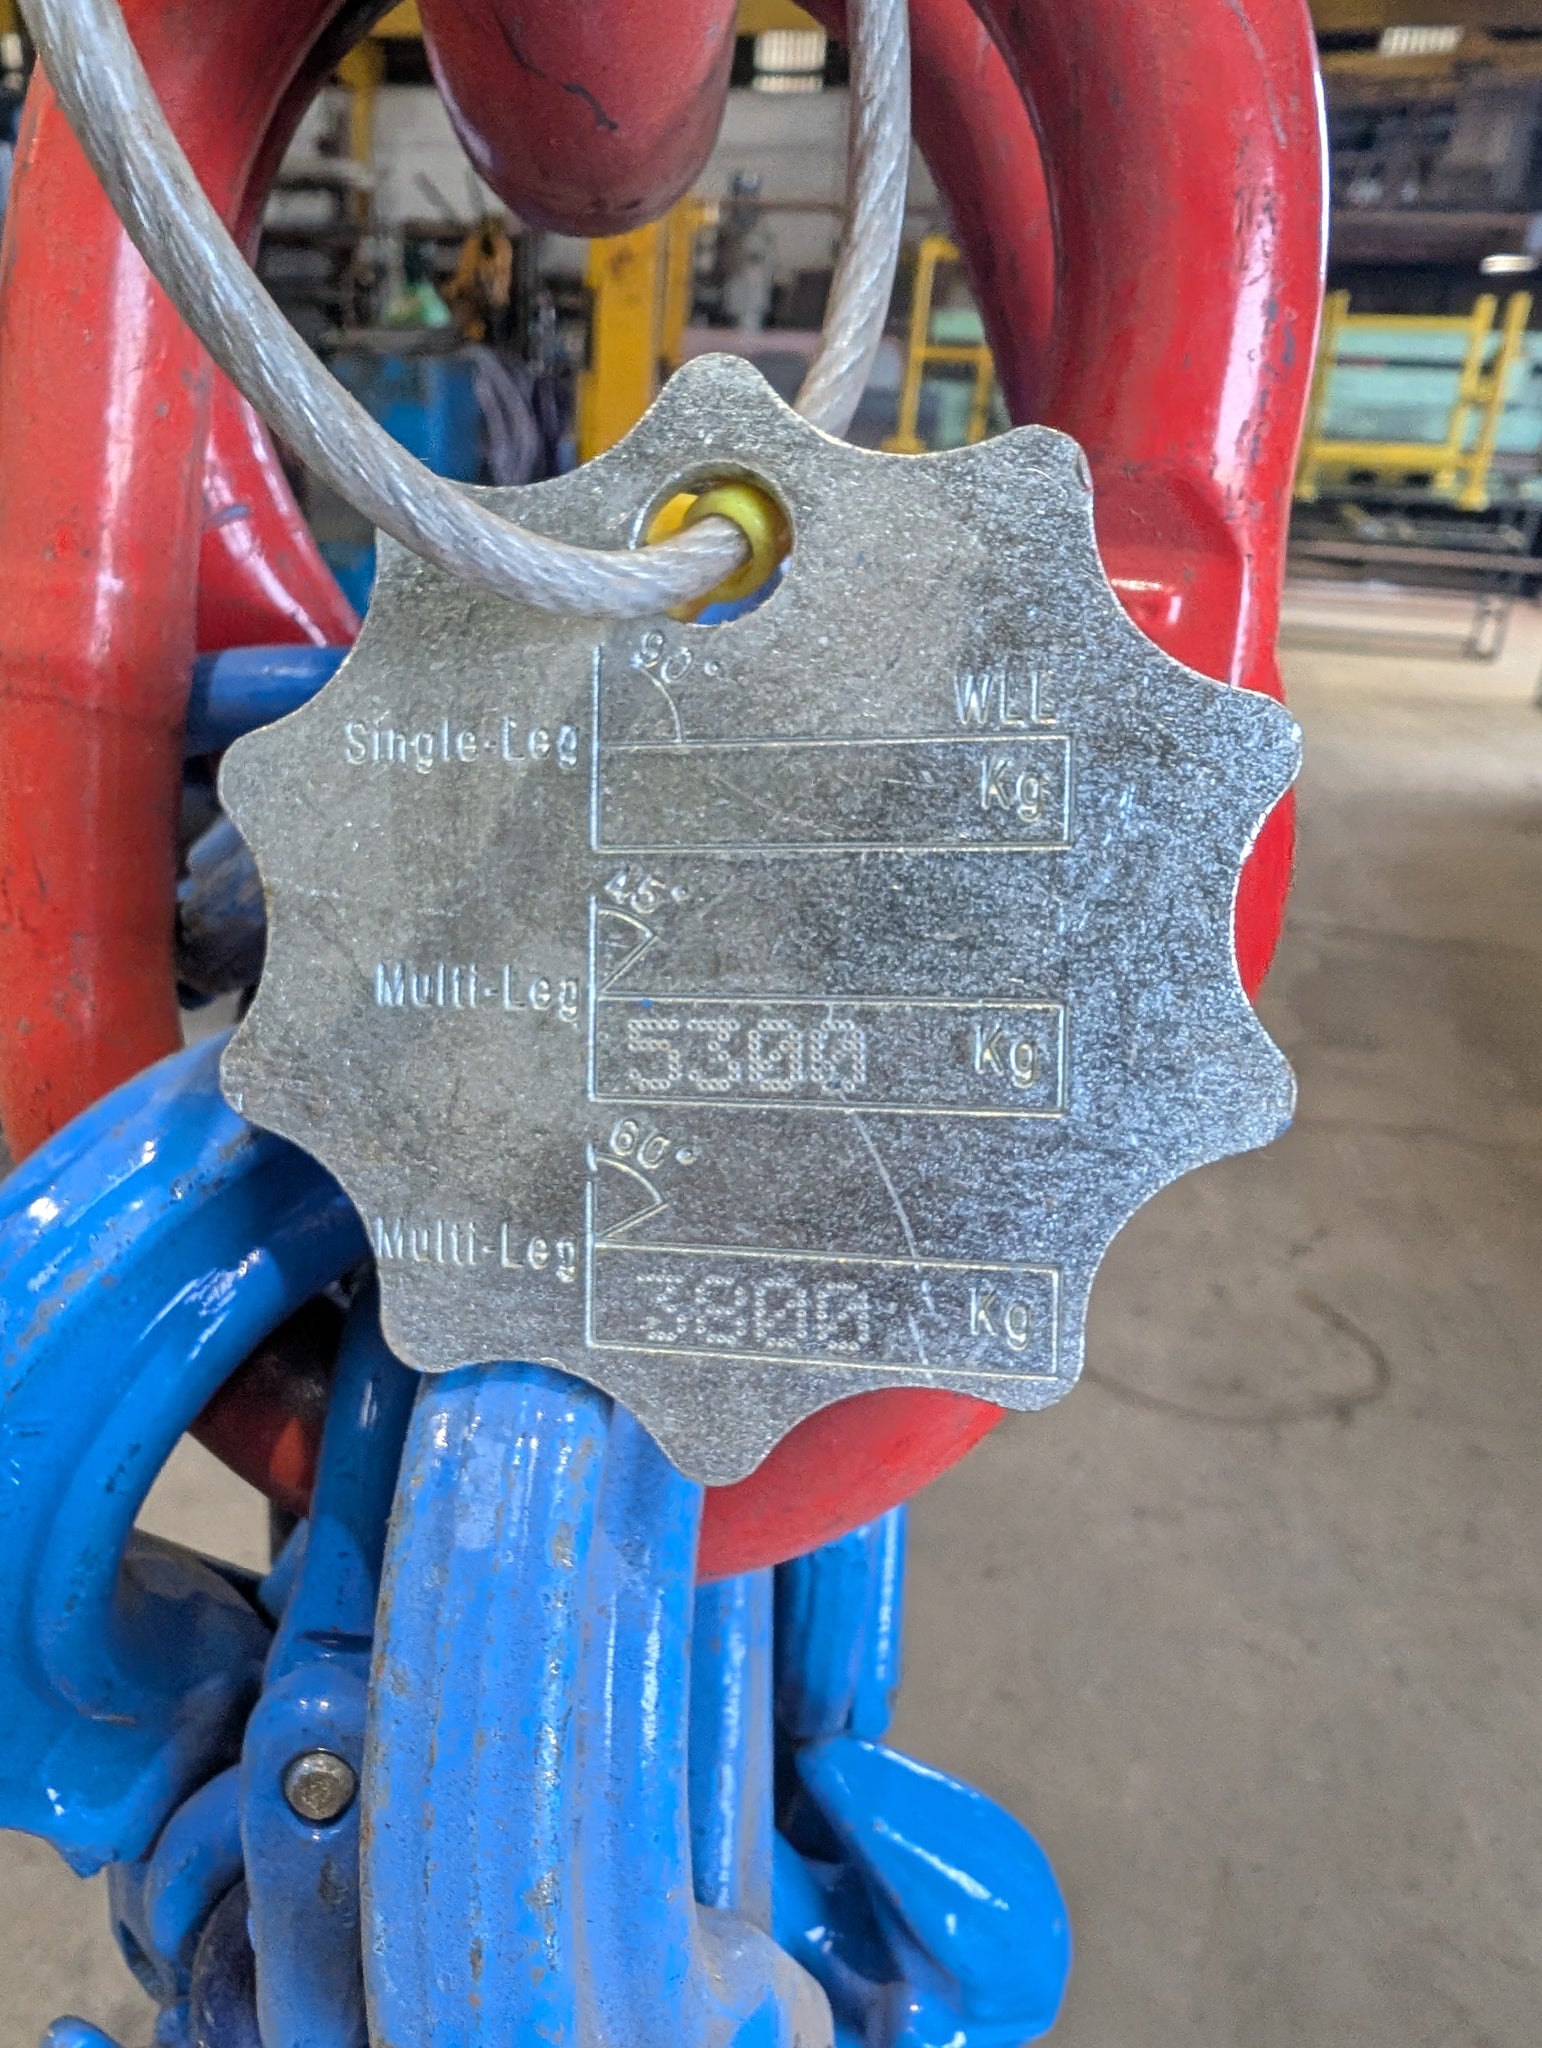 90°
WLL
Single-Leg
Kg
45°
Multi-Leg
5300 Kg
60°
Multi-Leg
3800 Kg